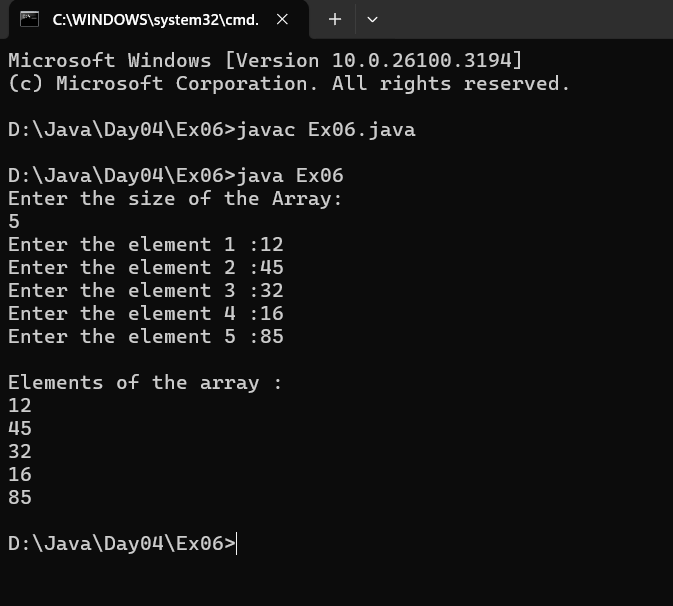 C:\WINDOWS\system32\cmd.
Microsoft Windows [Version 10.0.26100.3194]
(c) Microsoft Corporation. All rights reserved.
D:\Java\Day04\Ex06>javac Ex06.java
D:\Java\Day04\Ex06>java Ex06
Enter the size of the Array:
5
Enter the element 1 :12
Enter the element 2 :45
Enter the element 3 :32
Enter the element 4 :16
Enter the element 5 :85
Elements of the array :
12
45
32
16
85
D:\Java\Day04\Ex06>